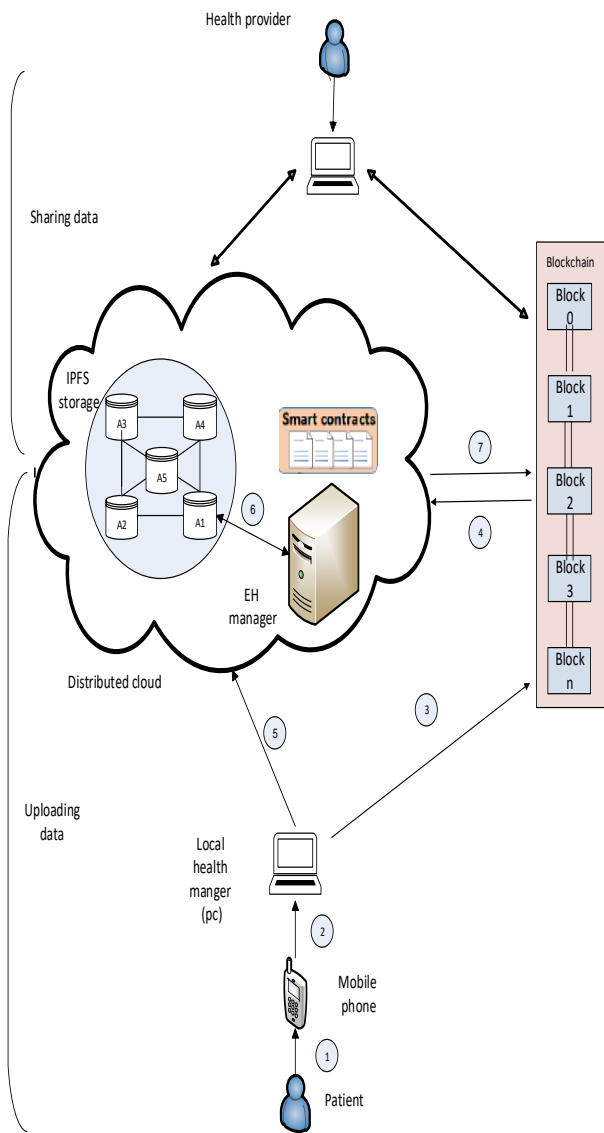 Health provider
Sharing data
Blockchain
Block
0
IPFS
storage
A3
A4
Block
1
Smart contracts
A5
7
Block
2
A2
A1
6
4
EH
manager
Block
3
Distributed cloud
Block
n
3
5
Uploading
data
Local
health
manger
(pc)
2
Mobile
phone
1
Patient